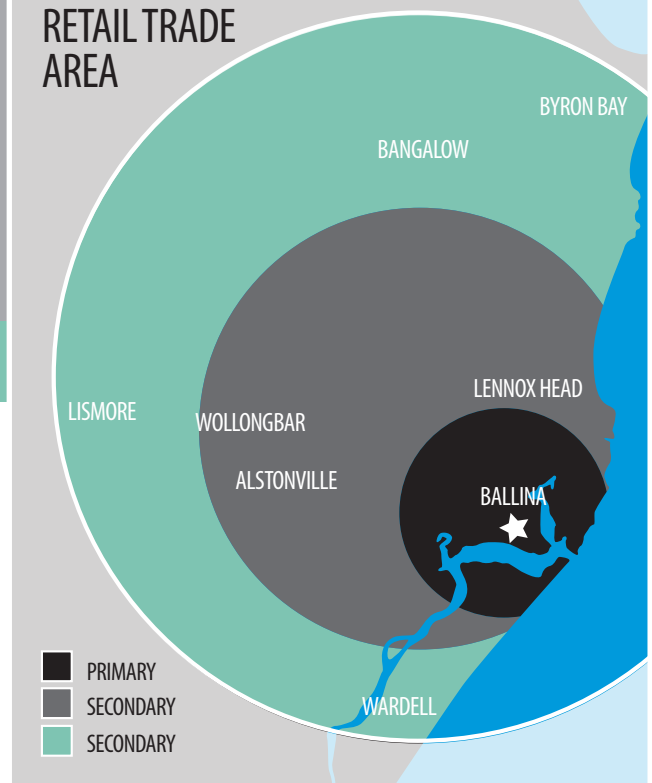 RETAIL TRADE
AREA
BYRON BAY
BANGALOW
LENNOX HEAD
LISMORE
WOLLONGBAR
ALSTONVILLE
BALLINA
PRIMARY
SECONDARY
WARDELL
SECONDARY